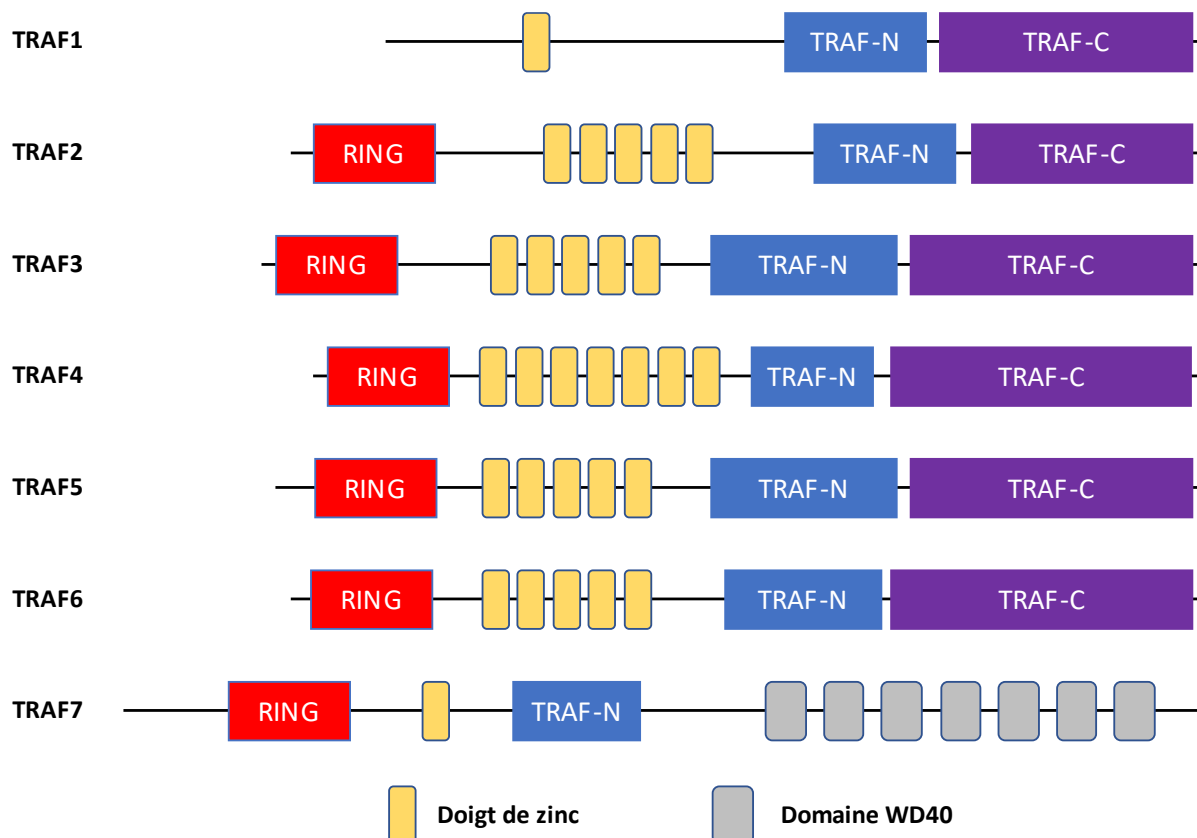 TRAF1 TRAF-N TRAF-C
TRAF2 RING TRAF-N TRAF-C
TRAF3 RING TRAF-N TRAF-C
TRAF4 RING TRAF-N TRAF-C
TRAF5 RING TRAF-N TRAF-C
TRAF6 RING TRAF-N TRAF-C
TRAF7 RING TRAF-N
Doigt de zinc Domaine WD40